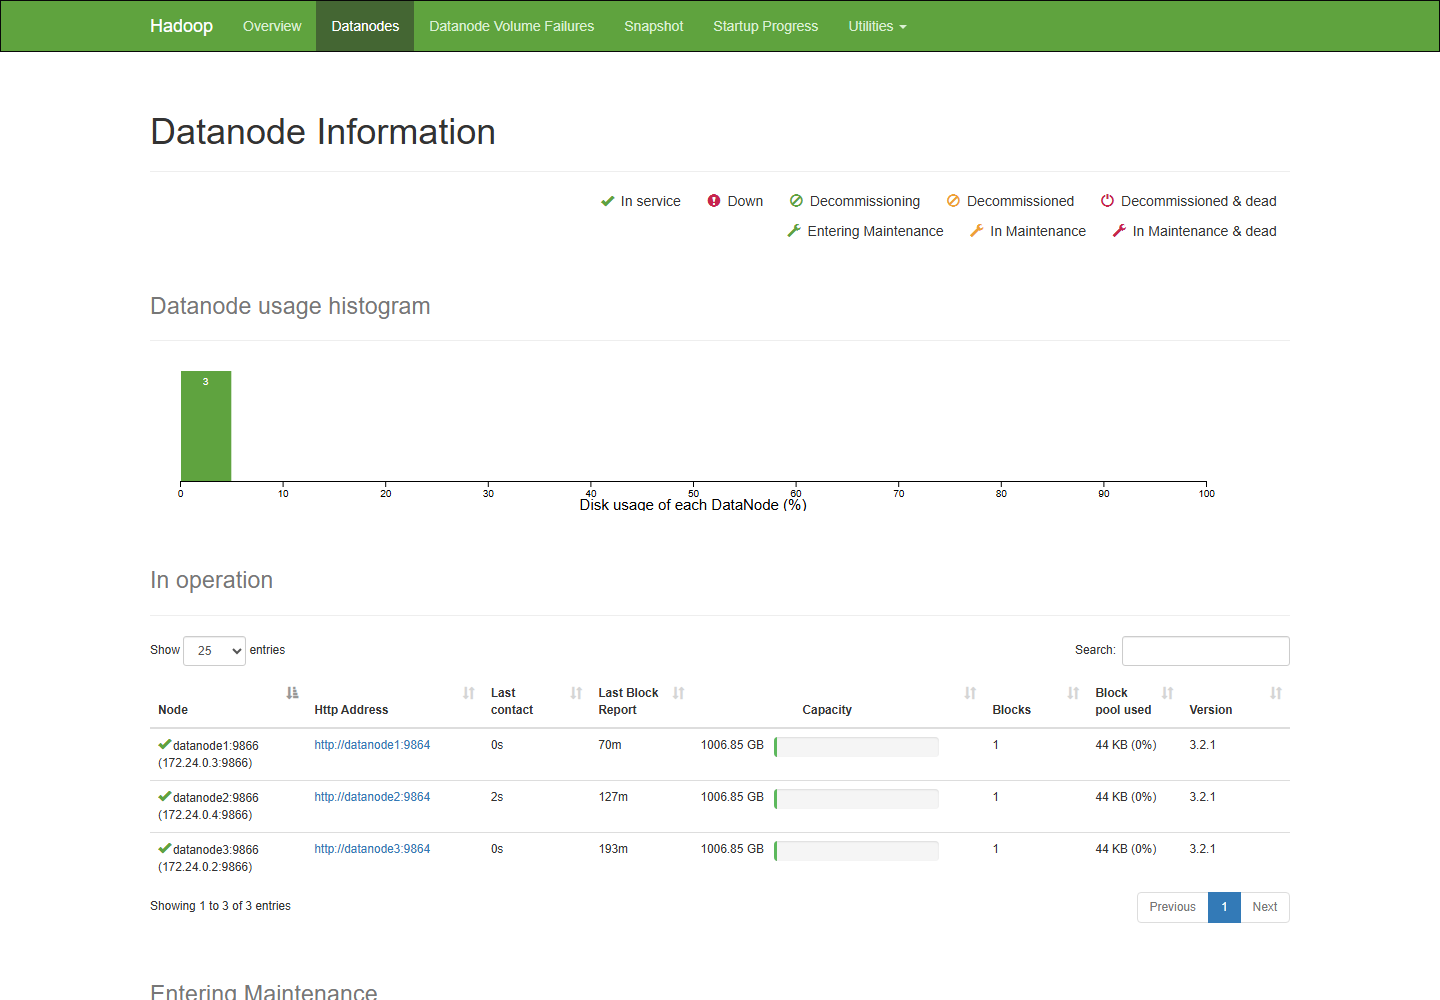 Hadoop Overview Datanodes Datanode Volume Failures Snapshot Startup Progress Utilities
Datanode Information
In service Down Decommissioning Decommissioned Decommissioned & dead
Entering Maintenance In Maintenance In Maintenance & dead
Datanode usage histogram
3
0 10 20 30 40 50 60 70 80 90 100
Disk usage of each DataNode (%)
In operation
Show 25 entries Search:
Node Http Address Last contact Last Block Report Capacity Blocks Block pool used Version
datanode1:9866 http://datanode1:9864 0s 70m 1006.85 GB 1 44 KB (0%) 3.2.1
(172.24.0.3:9866)
datanode2:9866 http://datanode2:9864 2s 127m 1006.85 GB 1 44 KB (0%) 3.2.1
(172.24.0.4:9866)
datanode3:9866 http://datanode3:9864 0s 193m 1006.85 GB 1 44 KB (0%) 3.2.1
(172.24.0.2:9866)
Showing 1 to 3 of 3 entries Previous 1 Next
Entering Maintenance